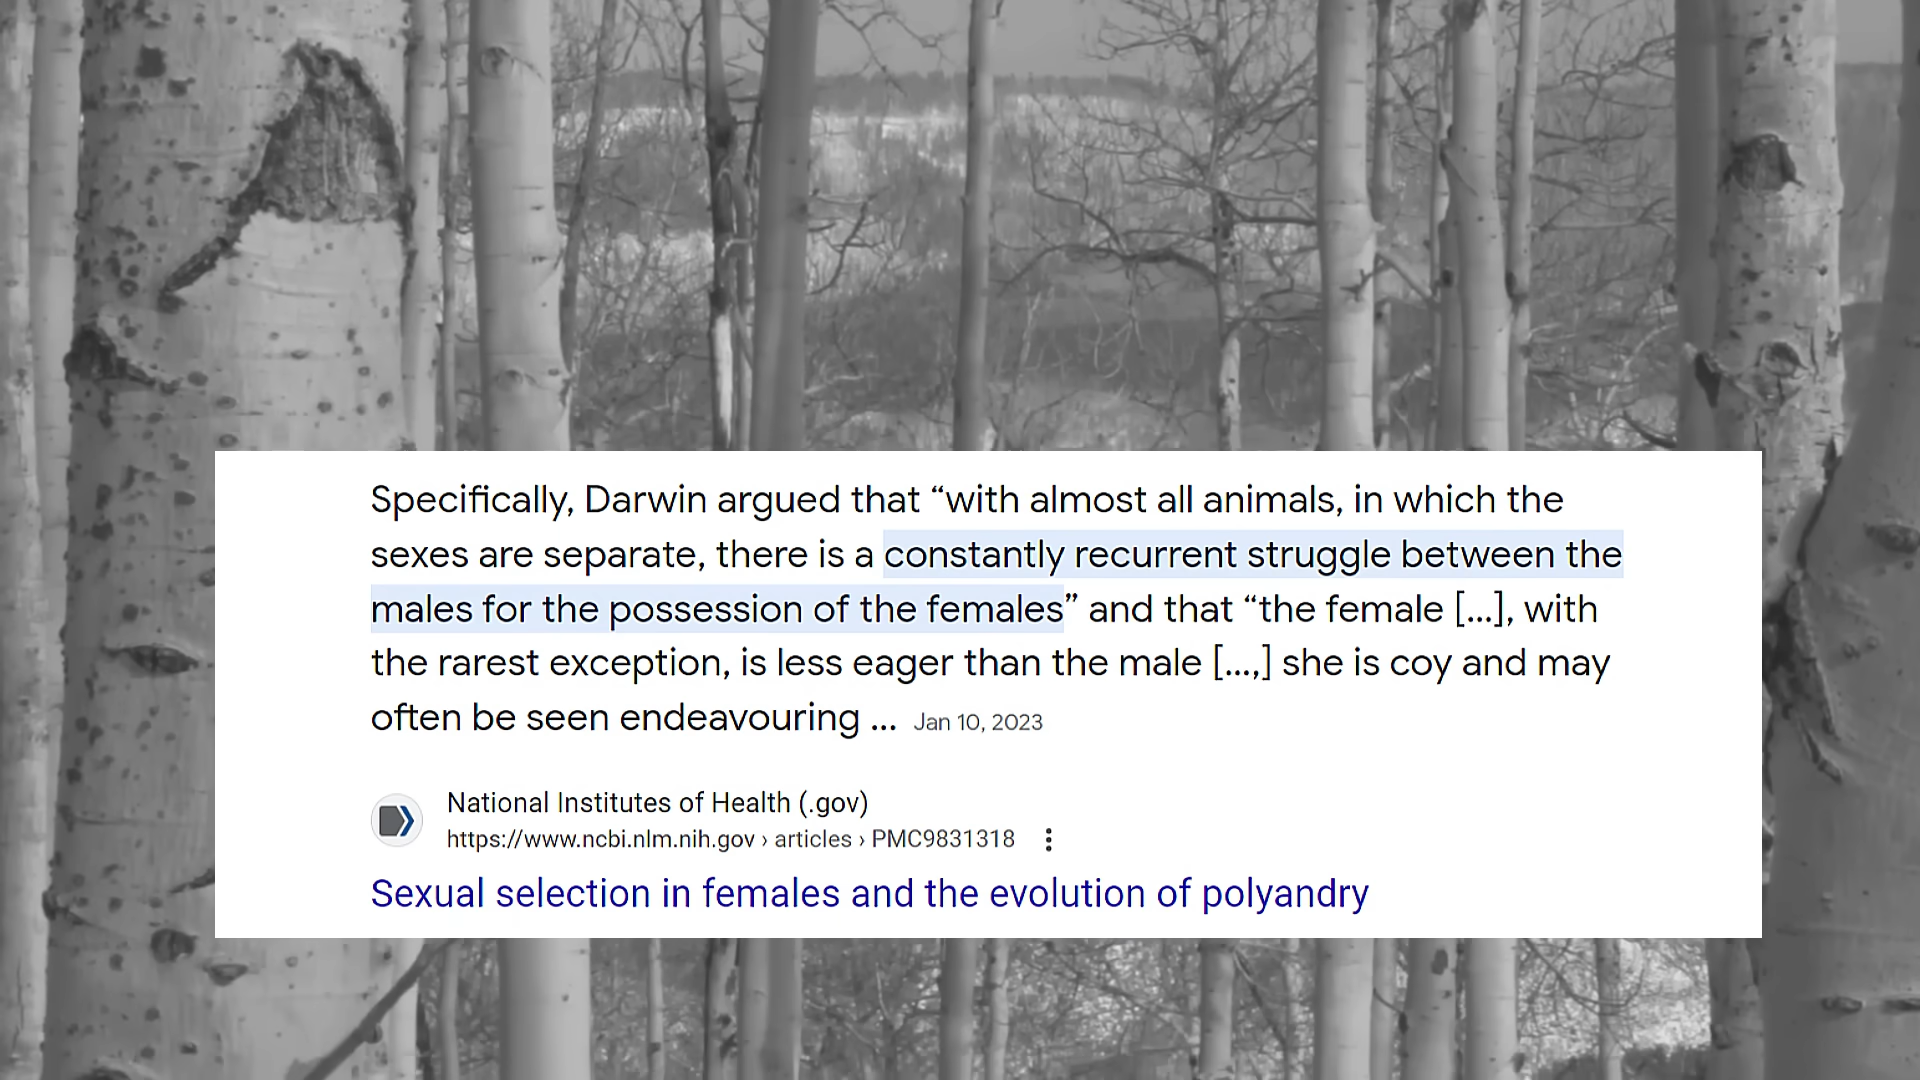 Specifically, Darwin argued that “with almost all animals, in which the
sexes are separate, there is a constantly recurrent struggle between the
males for the possession of the females” and that “the female [...], with
the rarest exception, is less eager than the male [...,] she is coy and may
often be seen endeavouring ... Jan 10, 2023
National Institutes of Health (.gov)
https://www.ncbi.nlm.nih.gov › articles › PMC9831318
Sexual selection in females and the evolution of polyandry